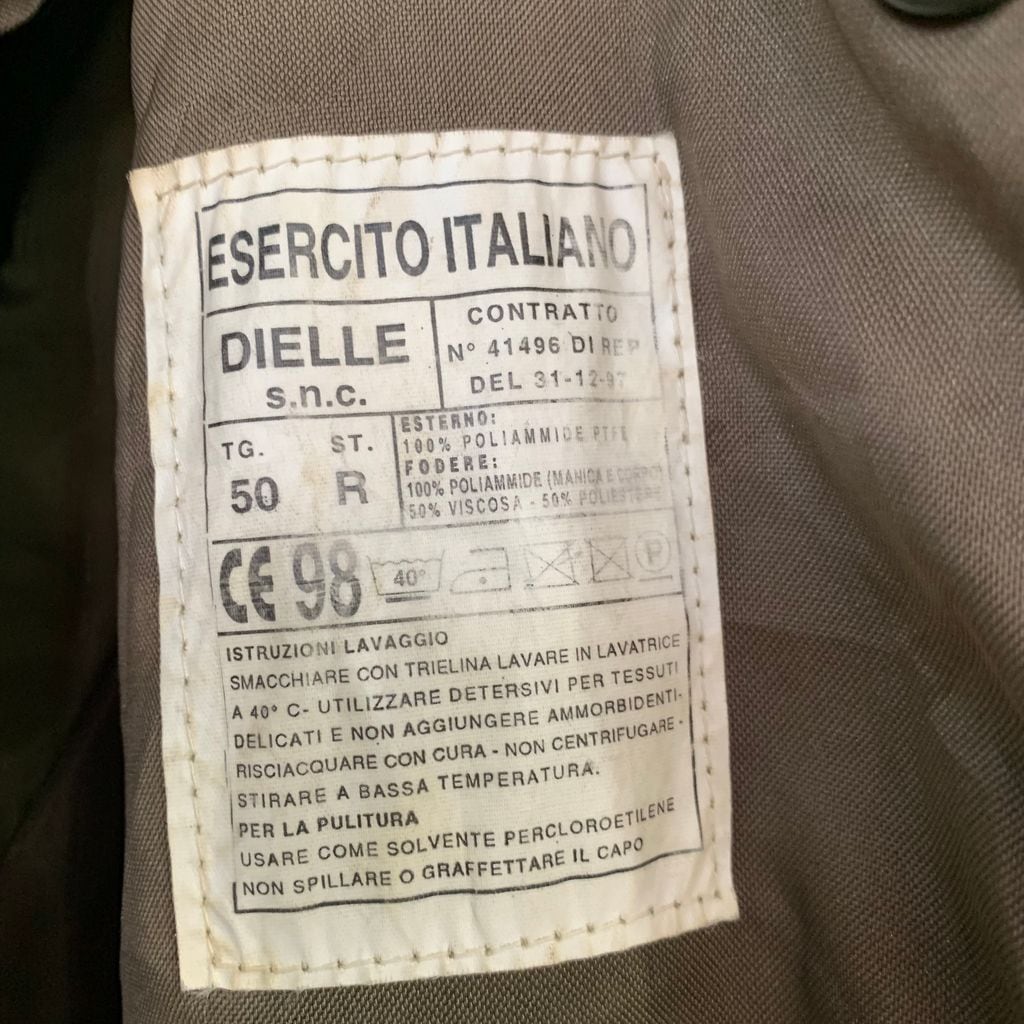 ESERCITO ITALIANO
DIELLE
s.n.c.
CONTRATTO
N° 41496 DI REP
DEL 31-12-97
TG.
50
ST.
R
ESTERNO:
100% POLIAMMIDE PTFE
FODERE:
100% POLIAMMIDE (MANICA E CORPO)
50% VISCOSA - 50% POLIESTERE
CE 98
40°
P
ISTRUZIONI LAVAGGIO
SMACCHIARE CON TRIELINA LAVARE IN LAVATRICE
A 40° C- UTILIZZARE DETERSIVI PER TESSUTI
DELICATI E NON AGGIUNGERE AMMORBIDENTI-
RISCIACQUARE CON CURA - NON CENTRIFUGARE -
STIRARE A BASSA TEMPERATURA.
PER LA PULITURA
USARE COME SOLVENTE PERCLOROETILENE
NON SPILLARE O GRAFFETTARE IL CAPO